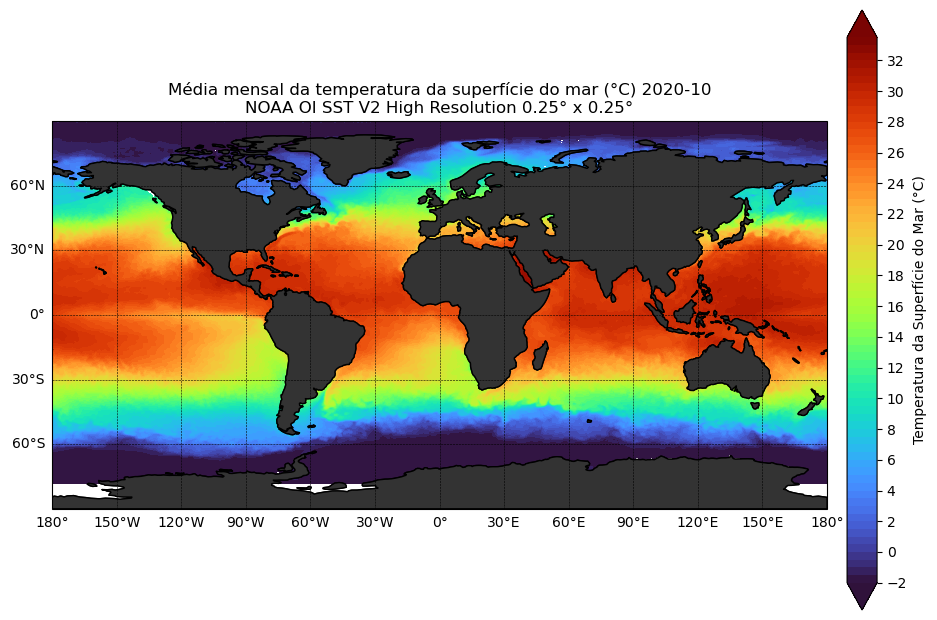 Média mensal da temperatura da superfície do mar (°C) 2020-10
NOAA OI SST V2 High Resolution 0.25° x 0.25°
60°N
30°N
0°
30°S
60°S
180°
150°W
120°W
90°W
60°W
30°W
0°
30°E
60°E
90°E
120°E
150°E
180°
32
30
28
26
24
22
20
18
16
14
12
10
8
6
4
2
0
−2
Temperatura da Superfície do Mar (°C)